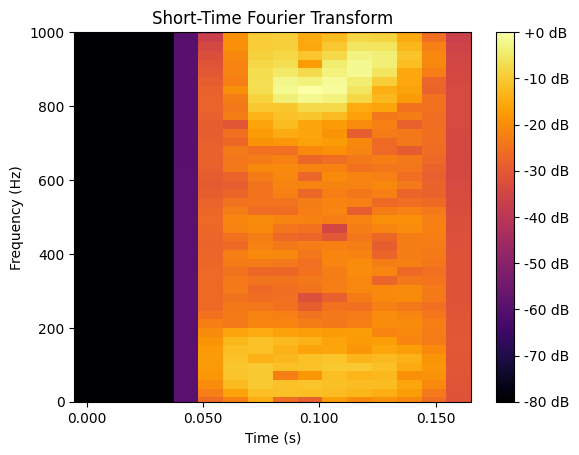 Short-Time Fourier Transform
1000
800
600
400
200
0
Frequency (Hz)
0.000
0.050
0.100
0.150
Time (s)
+0 dB
-10 dB
-20 dB
-30 dB
-40 dB
-50 dB
-60 dB
-70 dB
-80 dB